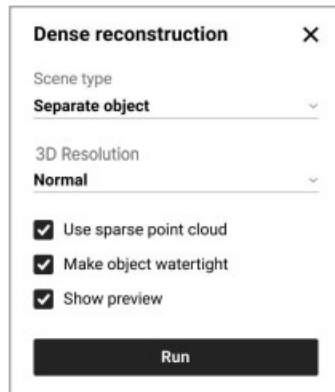 Dense reconstruction
Scene type
Separate object
3D Resolution
Normal
Use sparse point cloud
Make object watertight
Show preview
Run